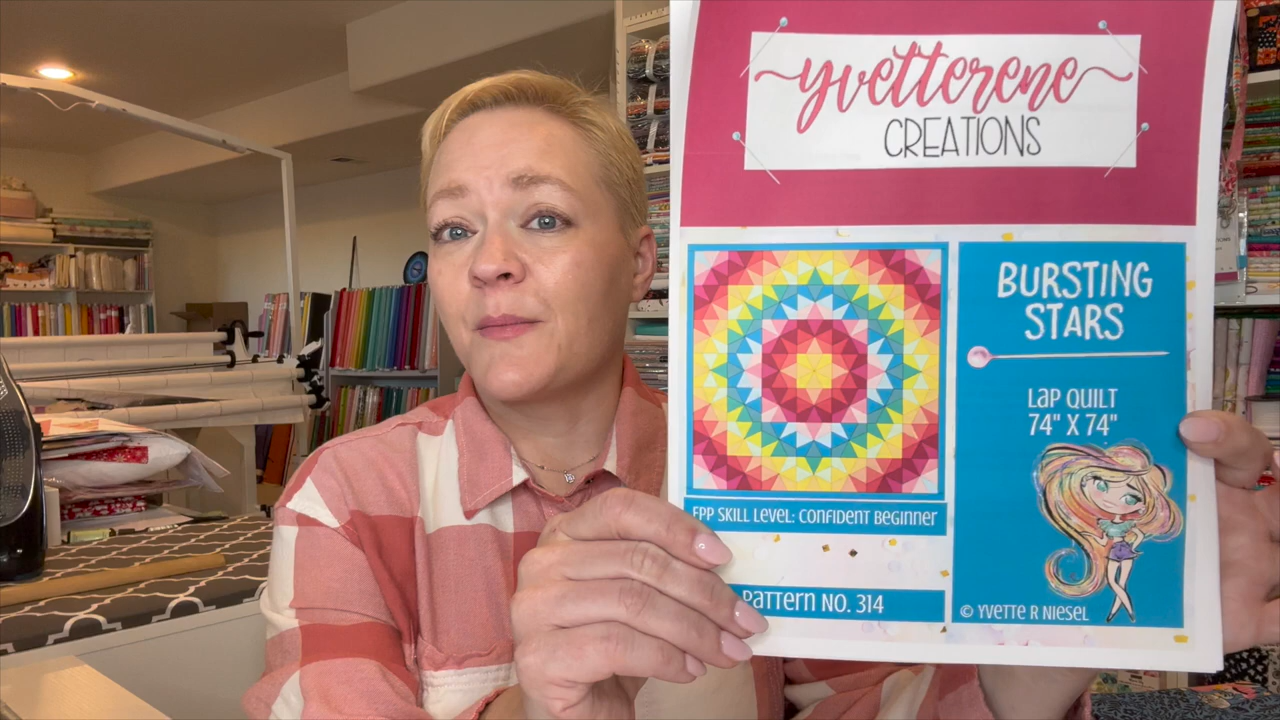 yvetterene
CREATIONS
BURSTING
STARS
LAP QUILT
74" X 74"
FPP SKILL LEVEL: CONFIDENT BEGINNER
PATTERN NO. 314
© YVETTE R NIESEL